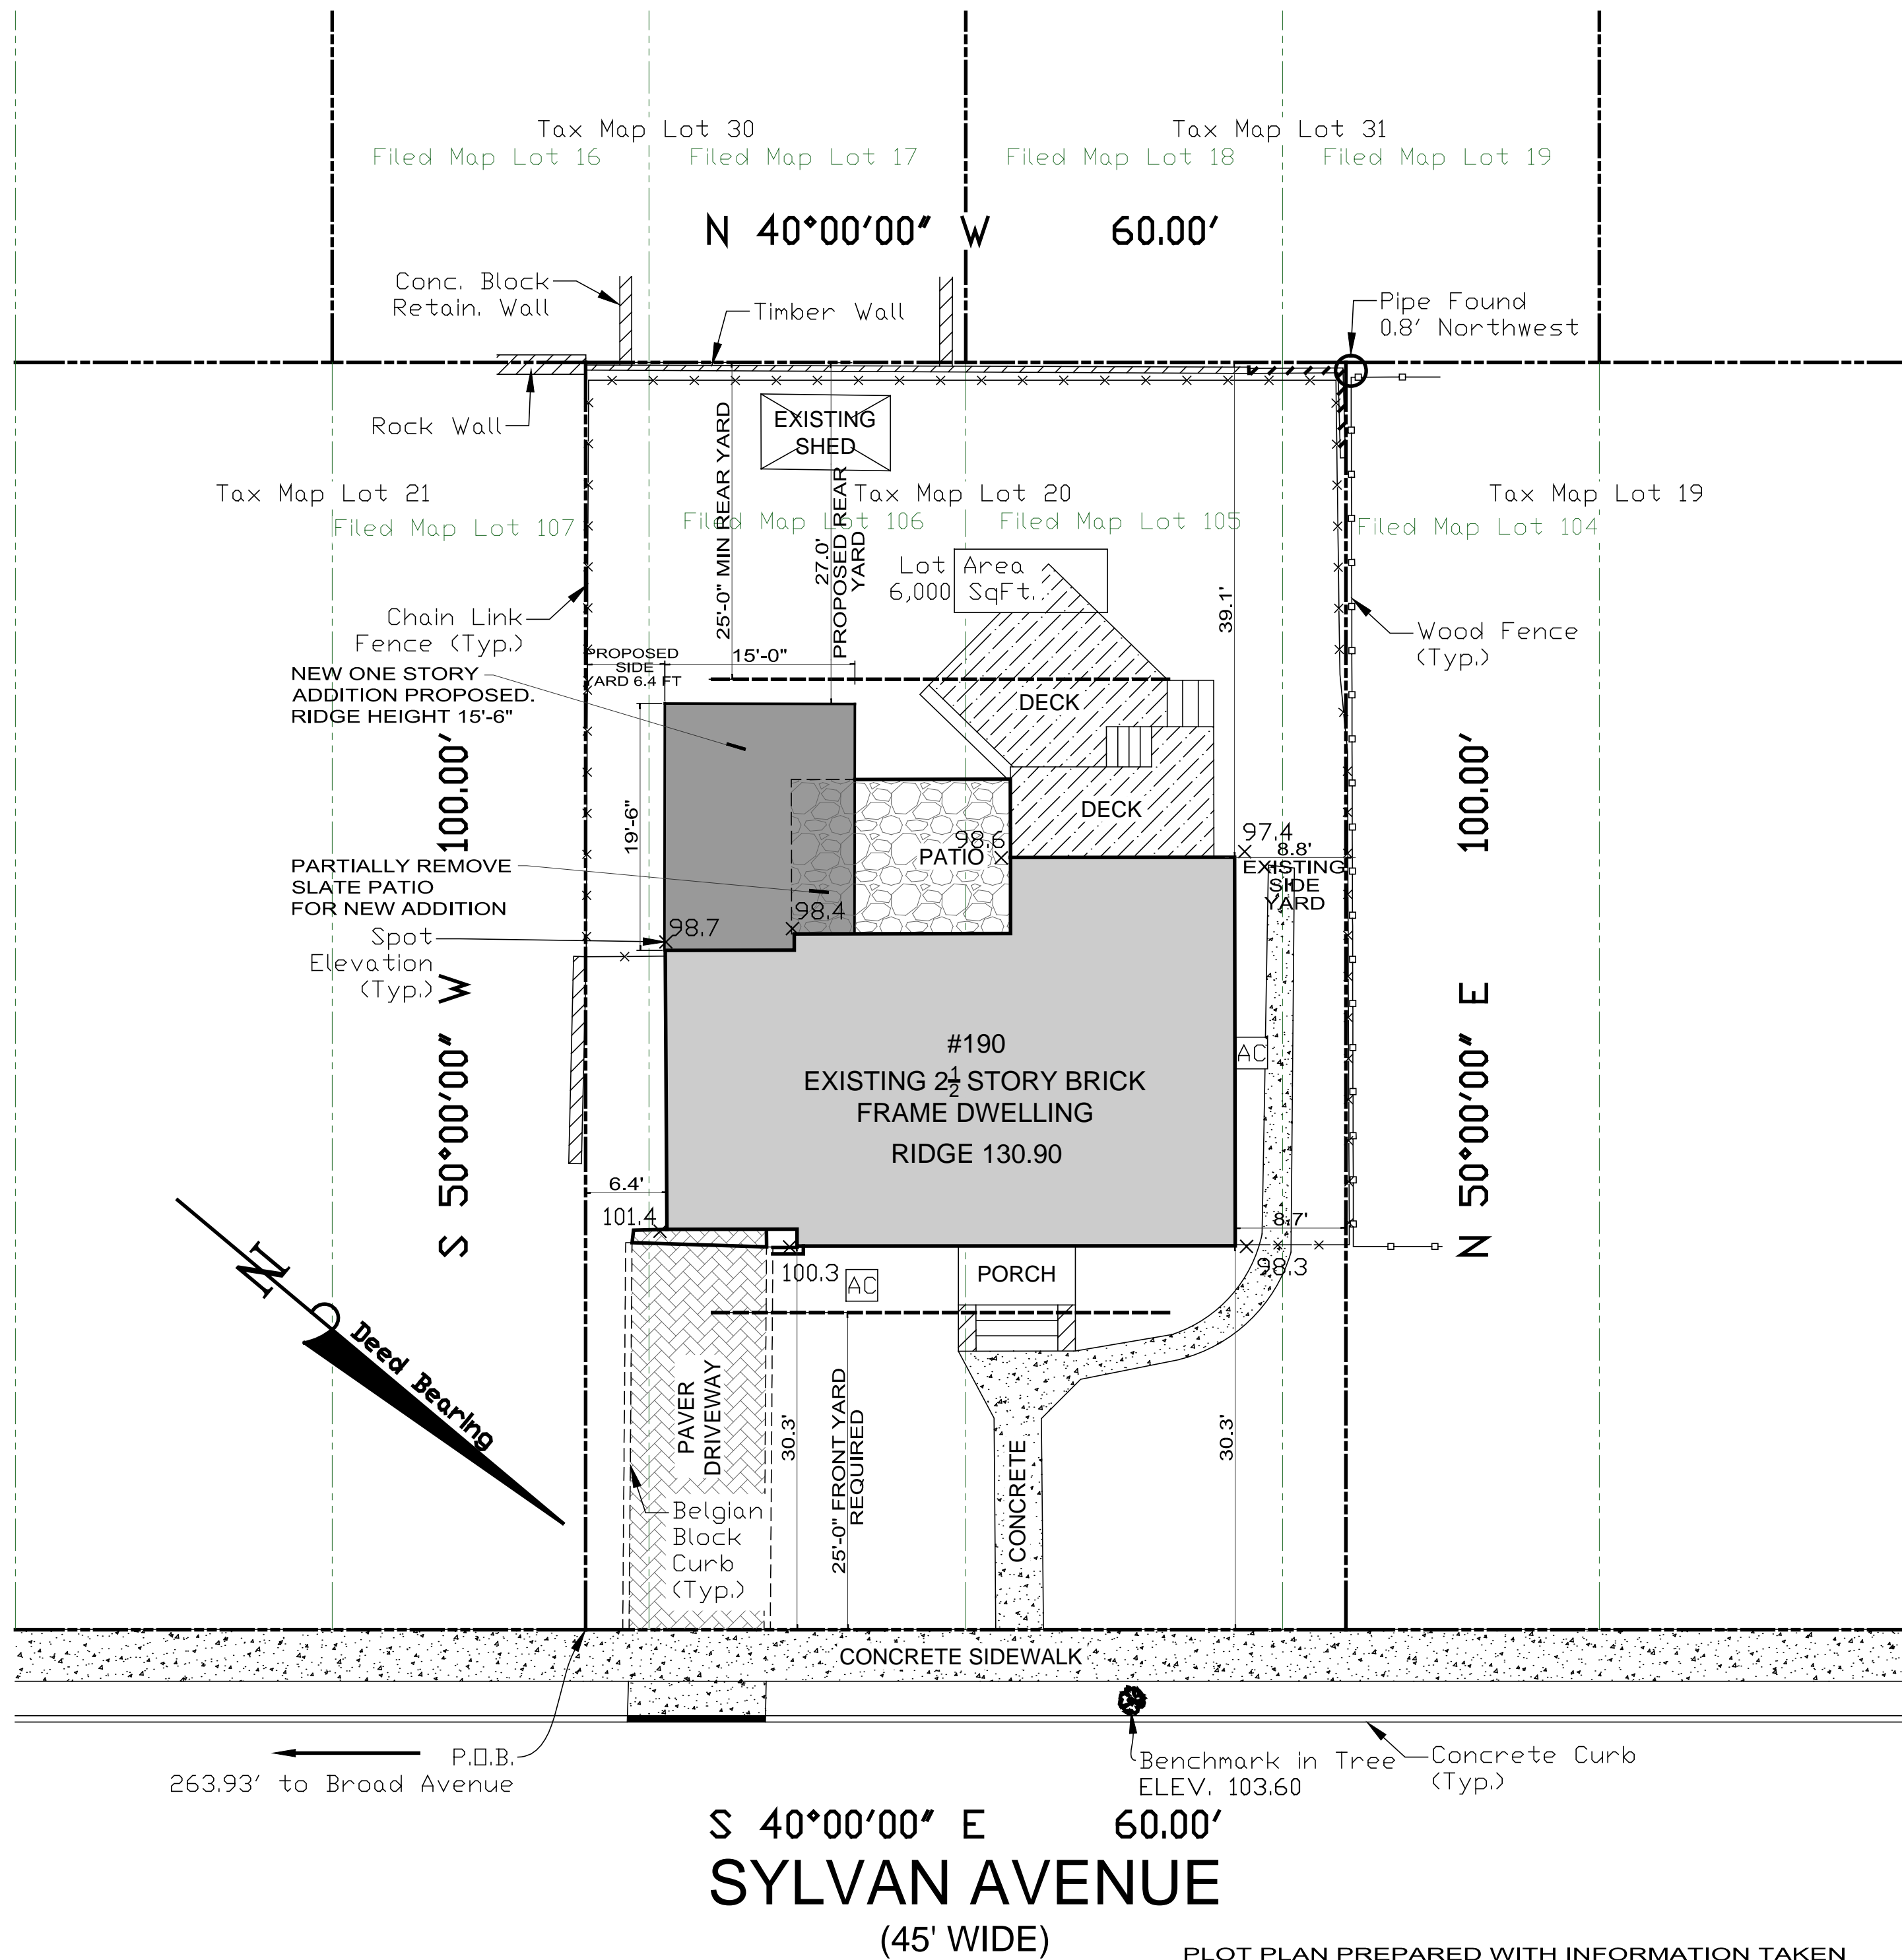 Tax Map Lot 30
Tax Map Lot 31
Filed Map Lot 16
Filed Map Lot 17
Filed Map Lot 18
Filed Map Lot 19
N 40°00'00" W 60.00'
Conc. Block
Retain. Wall
Timber Wall
Pipe Found
0.8' Northwest
Rock Wall
EXISTING
SHED
25'-0" MIN REAR YARD
27.0'
PROPOSED REAR
YARD
Tax Map Lot 21
Tax Map Lot 20
Tax Map Lot 19
Filed Map Lot 107
Filed Map Lot 106
Filed Map Lot 105
Filed Map Lot 104
Lot Area
6,000 SqFt.
39.1'
Chain Link
Fence (Typ.)
Wood Fence
(Typ.)
PROPOSED
SIDE
YARD 6.4 FT
15'-0"
NEW ONE STORY
ADDITION PROPOSED.
RIDGE HEIGHT 15'-6"
DECK
S 50°00'00" W 100.00'
N 50°00'00" E 100.00'
19'-6"
DECK
98.6
PATIO
97.4
8.8'
EXISTING
SIDE
YARD
PARTIALLY REMOVE
SLATE PATIO
FOR NEW ADDITION
98.4
98.7
Spot
Elevation
(Typ.)
#190
EXISTING 2½ STORY BRICK
FRAME DWELLING
RIDGE 130.90
AC
6.4'
101.4
8.7'
98.3
100.3
AC
PORCH
N
Deed Bearing
PAVER
DRIVEWAY
30.3'
25'-0" FRONT YARD
REQUIRED
CONCRETE
30.3'
Belgian
Block
Curb
(Typ.)
CONCRETE SIDEWALK
P.O.B.
263.93' to Broad Avenue
Benchmark in Tree
ELEV. 103.60
Concrete Curb
(Typ.)
S 40°00'00" E 60.00'
SYLVAN AVENUE
(45' WIDE)
PLOT PLAN PREPARED WITH INFORMATION TAKEN